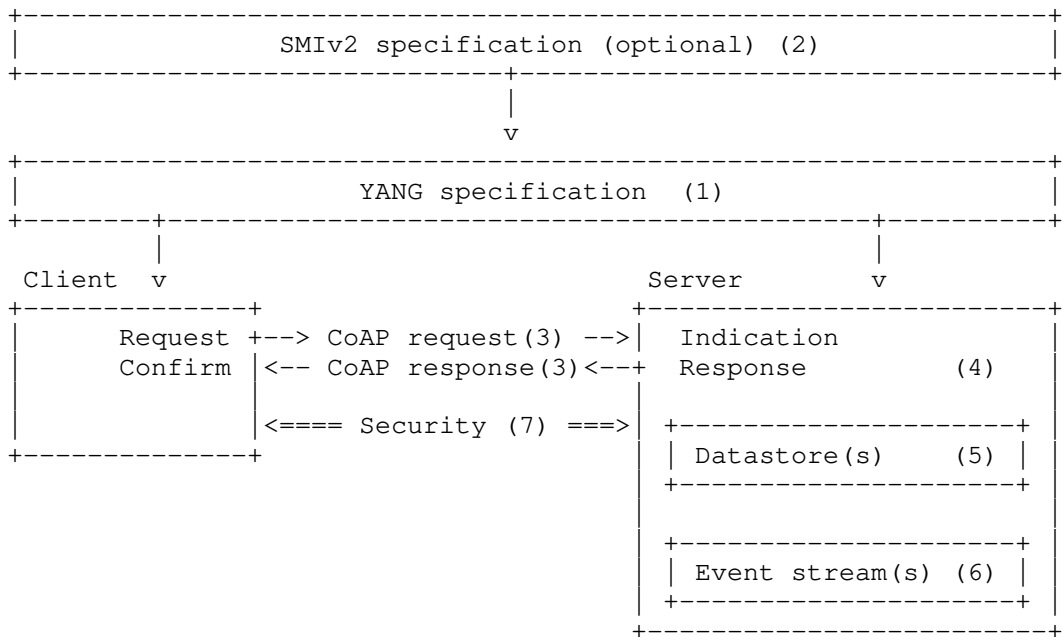 SMIv2 specification (optional) (2)
v
YANG specification (1)
Client v Server v
Request +--> CoAP request(3) -->| Indication
Confirm |<-- CoAP response(3)<--+ Response (4)
|<==== Security (7) ===>|
Datastore(s) (5)
Event stream(s) (6)